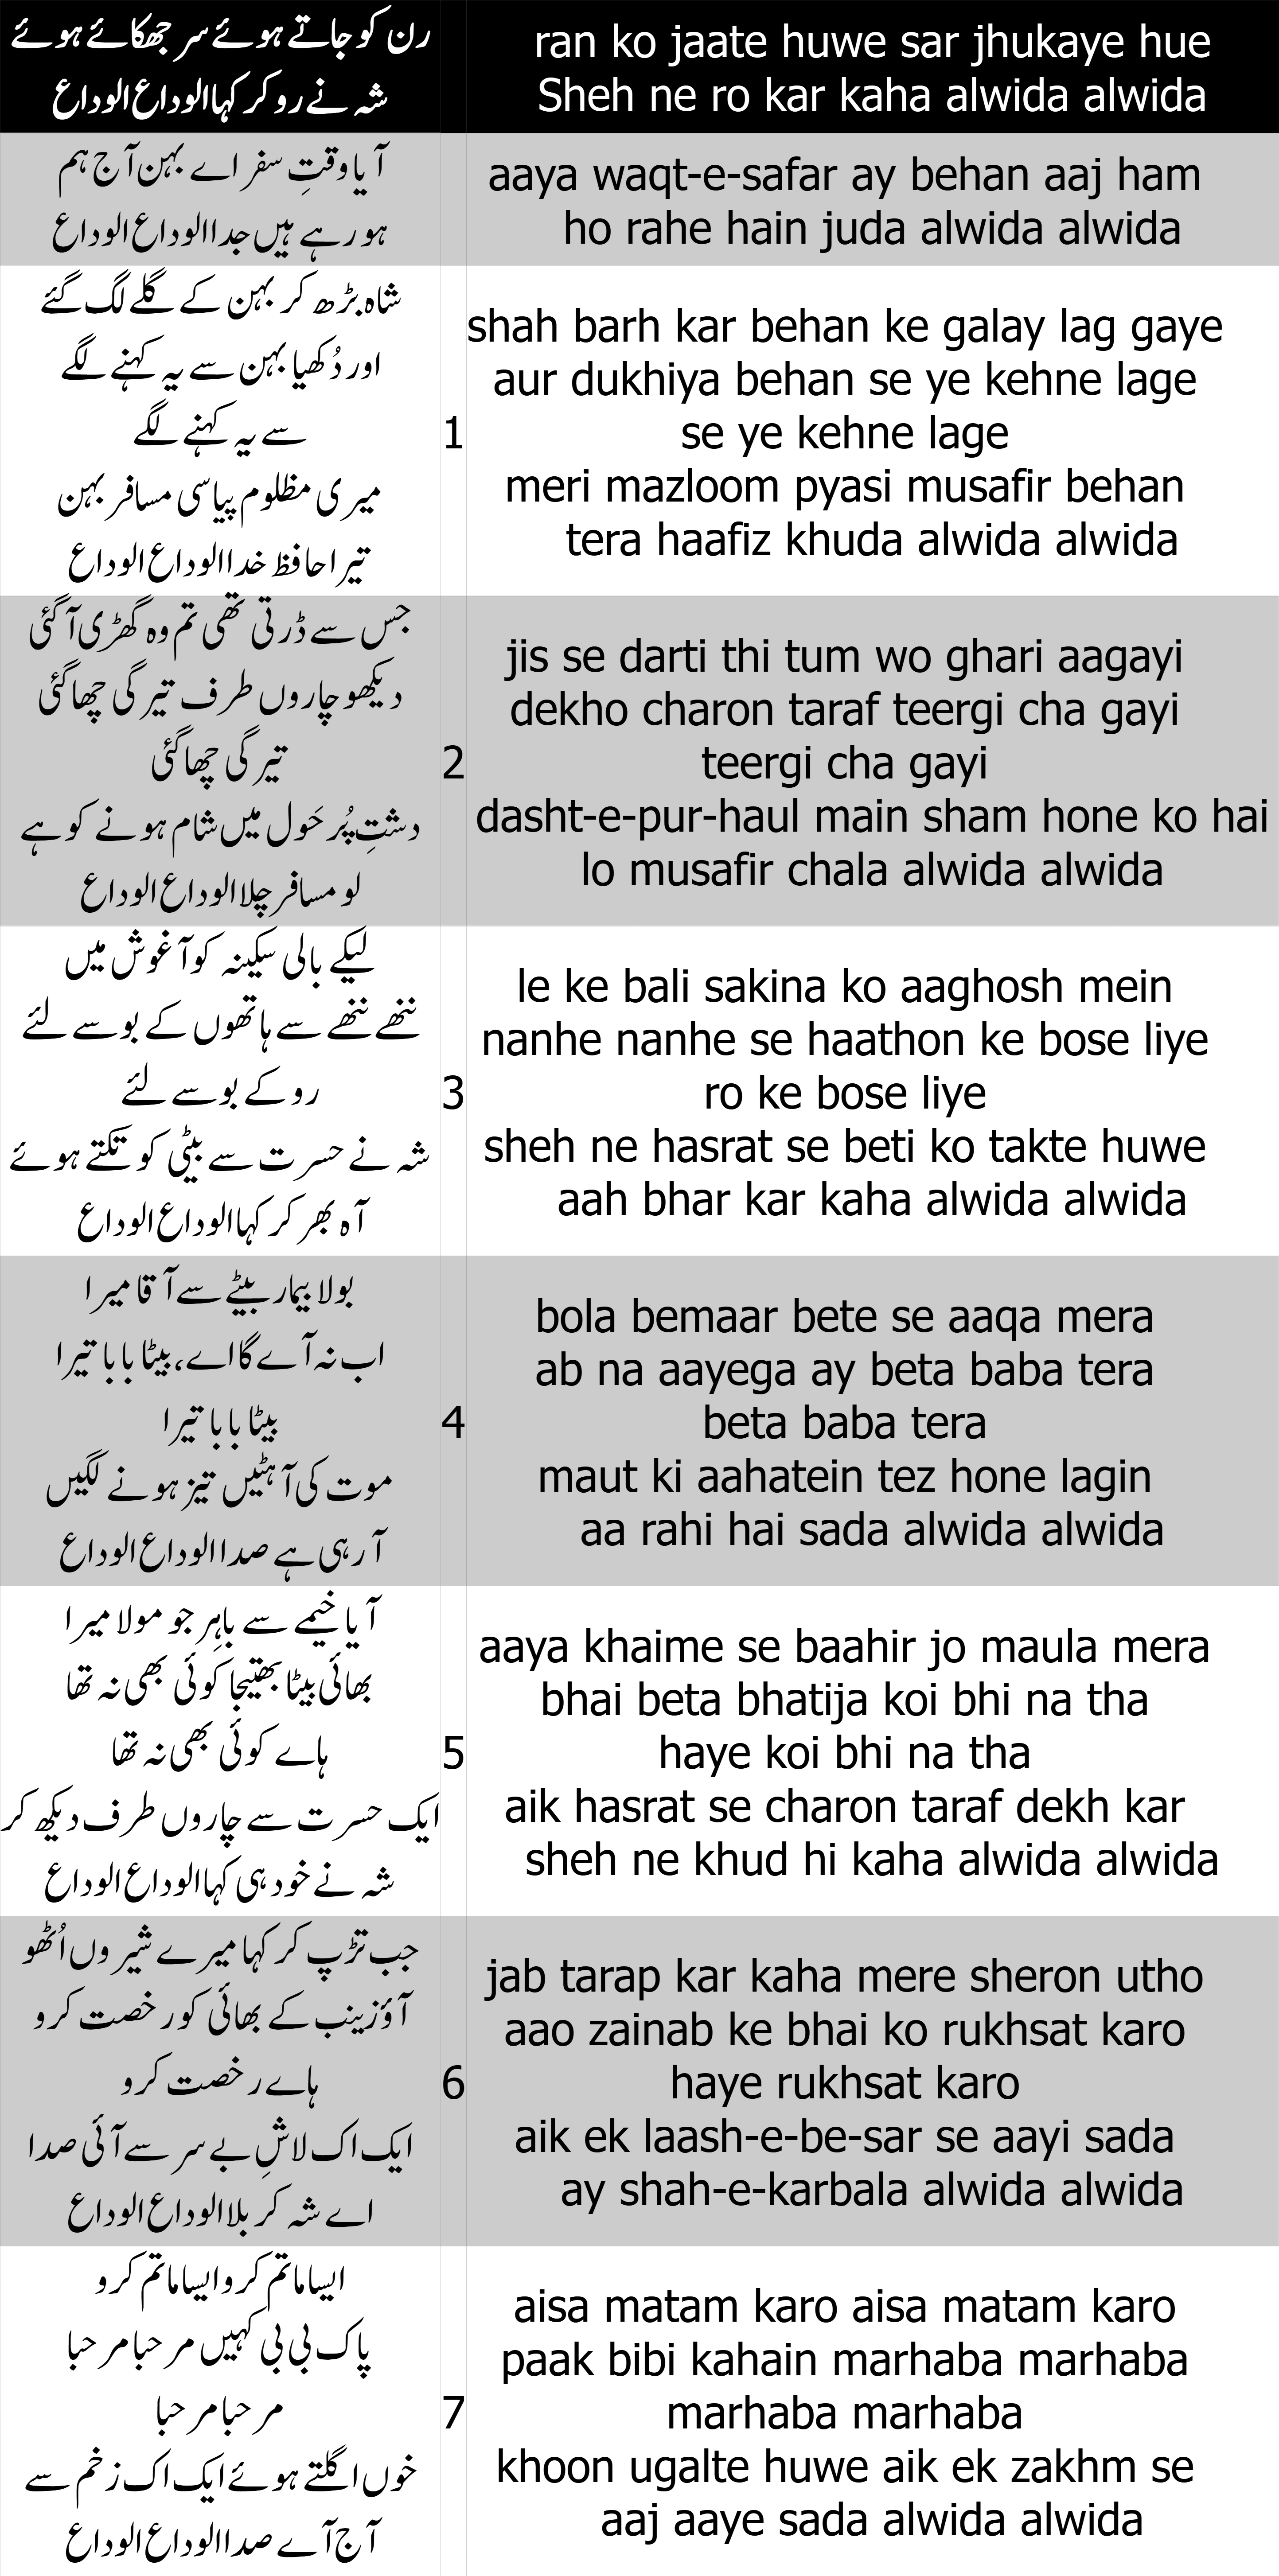 رن کو جاتے ہوئے سر جھکائے ہوئے
شہ نے رو کر کہا الوداع الوداع
ran ko jaate huwe sar jhukaye hue
Sheh ne ro kar kaha alwida alwida
آیا وقتِ سفر اے بہن آج ہم
ہو رہے ہیں جدا الوداع الوداع
aaya waqt-e-safar ay behan aaj ham
ho rahe hain juda alwida alwida
شاہ بڑھ کر بہن کے گلے لگ گئے
اور دُکھیا بہن سے یہ کہنے لگے
سے یہ کہنے لگے
میری مظلوم پیاسی مسافر بہن
تیرا حافظ خدا الوداع الوداع
1
shah barh kar behan ke galay lag gaye
aur dukhiya behan se ye kehne lage
se ye kehne lage
meri mazloom pyasi musafir behan
tera haafiz khuda alwida alwida
جس سے ڈرتی تھی تم وہ گھڑی آ گئی
دیکھو چاروں طرف تیرگی چھا گئی
تیرگی چھا گئی
دشتِ پُر حَول میں شام ہونے کو ہے
لو مسافر چلا الوداع الوداع
2
jis se darti thi tum wo ghari aagayi
dekho charon taraf teergi cha gayi
teergi cha gayi
dasht-e-pur-haul main sham hone ko hai
lo musafir chala alwida alwida
لیکے بالی سکینہ کو آغوش میں
ننھے ننھے سے ہاتھوں کے بوسے لئے
رو کے بوسے لئے
شہ نے حسرت سے بیٹی کو تکتے ہوئے
آہ بھر کر کہا الوداع الوداع
3
le ke bali sakina ko aaghosh mein
nanhe nanhe se haathon ke bose liye
ro ke bose liye
sheh ne hasrat se beti ko takte huwe
aah bhar kar kaha alwida alwida
بولا بیمار بیٹے سے آقا میرا
اب نہ آے گا اے، بیٹا بابا تیرا
بیٹا بابا تیرا
موت کی آہٹیں تیز ہونے لگیں
آ رہی ہے صدا الوداع الوداع
4
bola bemaar bete se aaqa mera
ab na aayega ay beta baba tera
beta baba tera
maut ki aahatein tez hone lagin
aa rahi hai sada alwida alwida
آیا خیمے سے باہِر جو مولا میرا
بھائی بیٹا بھتیجا کوئی بھی نہ تھا
ہاے کوئی بھی نہ تھا
ایک حسرت سے چاروں طرف دیکھ کر
شہ نے خود ہی کہا الوداع الوداع
5
aaya khaime se baahir jo maula mera
bhai beta bhatija koi bhi na tha
haye koi bhi na tha
aik hasrat se charon taraf dekh kar
sheh ne khud hi kaha alwida alwida
جب تڑپ کر کہا میرے شیروں اُٹھو
آؤ زینب کے بھائی کو رخصت کرو
ہاے رخصت کرو
ایک اک لاشِ بے سر سے آئی صدا
اے شہ کربلا الوداع الوداع
6
jab tarap kar kaha mere sheron utho
aao zainab ke bhai ko rukhsat karo
haye rukhsat karo
aik ek laash-e-be-sar se aayi sada
ay shah-e-karbala alwida alwida
ایسا ماتم کرو ایسا ماتم کرو
پاک بی بی کہیں مرحبا مرحبا
مرحبا مرحبا
خوں اگلتے ہوئے ایک اک زخم سے
آج آے صدا الوداع الوداع
7
aisa matam karo aisa matam karo
paak bibi kahain marhaba marhaba
marhaba marhaba
khoon ugalte huwe aik ek zakhm se
aaj aaye sada alwida alwida